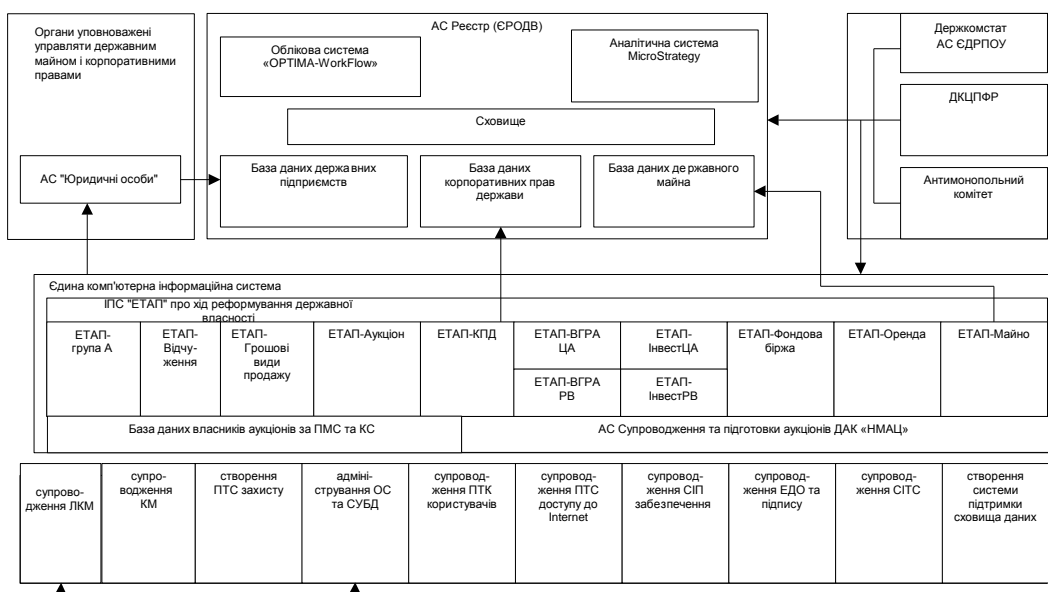 Органи уповноважені
управляти державним
майном і корпоративними
правами
АС "Юридичні особи"
АС Реєстр (ЄРОДВ)
Облікова система
«OPTIMA-WorkFlow»
Аналітична система
MicroStrategy
Сховище
База даних державних
підприємств
База даних
корпоративних прав
держави
База даних державного
майна
Держкомстат
АС ЄДРПОУ
ДКЦПФР
Антимонопольний
комітет
Єдина комп'ютерна інформаційна система
ІПС "ЕТАП" про хід реформування державної
власності
ЕТАП-
група А
ЕТАП-
Відчу-
ження
ЕТАП-
Грошові
види
продажу
ЕТАП-Аукціон
ЕТАП-КПД
ЕТАП-ВГРА
ЦА
ЕТАП-ВГРА
РВ
ЕТАП-
ІнвестЦА
ЕТАП-
ІнвестРВ
ЕТАП-Фондова
біржа
ЕТАП-Оренда
ЕТАП-Майно
База даних власників аукціонів за ПМС та КС
АС Супроводження та підготовки аукціонів ДАК «НМАЦ»
супрово-
дження ЛКМ
супро-
водження
КМ
створення
ПТС захисту
адміні-
стрування ОС
та СУБД
супровод-
ження ПТК
користувачів
супровод-
ження ПТС
доступу до
Internet
супровод-
ження СІП
забезпечення
супровод-
ження ЕДО та
підпису
супровод-
ження СІТС
створення
системи
підтримки
сховища даних